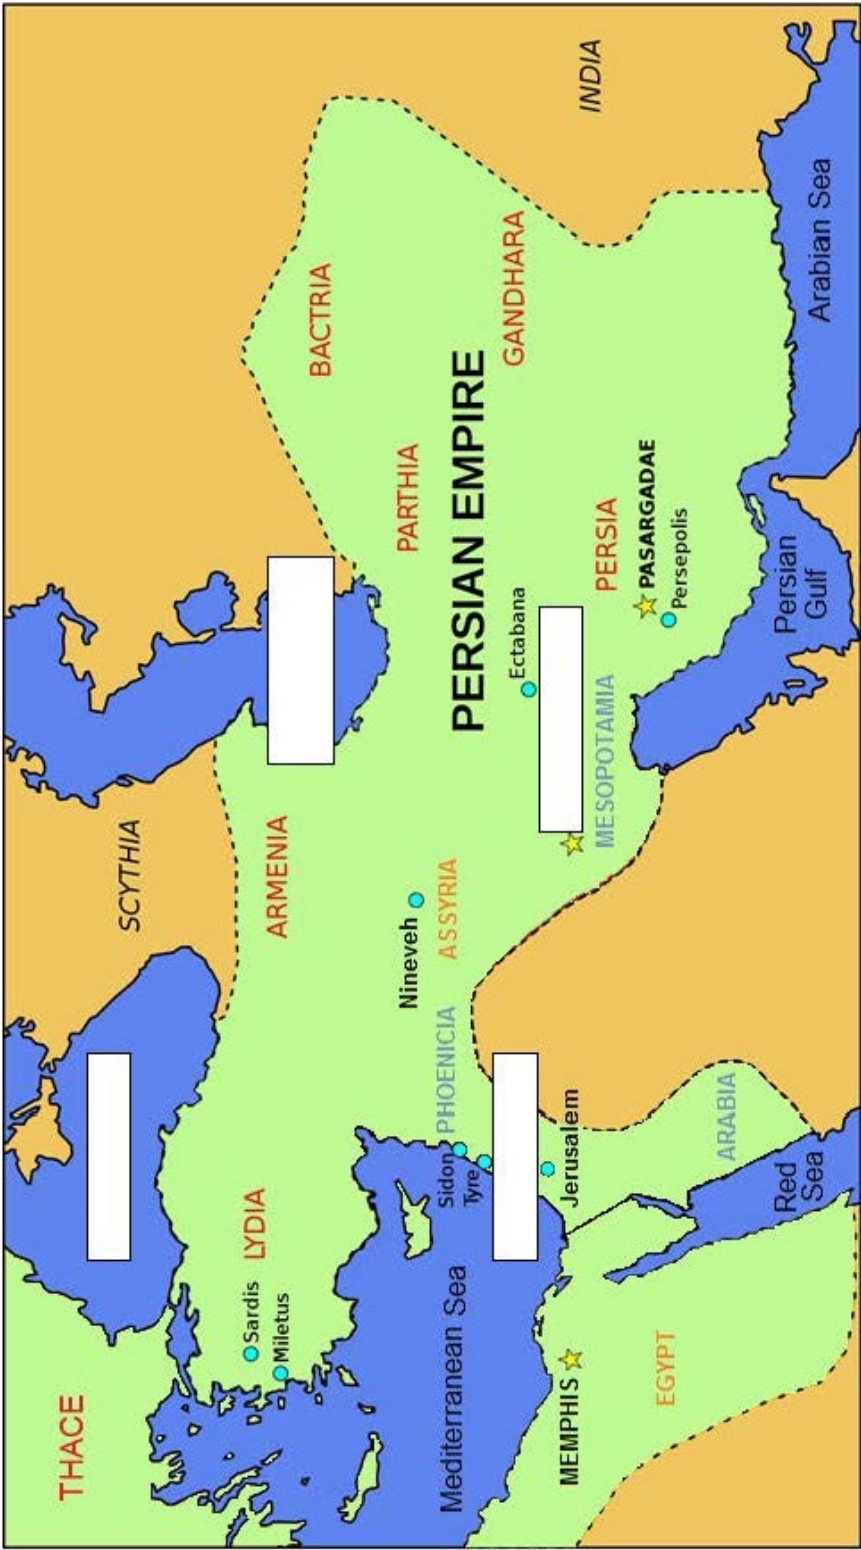 THACE
SCYTHIA
Sardis
LYDIA
Miletus
ARMENIA
BACTRIA
PARTHIA
Mediterranean Sea
Sidon
PHOENICIA
Nineveh
ASSYRIA
PERSIAN EMPIRE
GANDHARA
INDIA
Tyre
Ectabana
MEMPHIS
Jerusalem
MESOPOTAMIA
PERSIA
PASARGADAE
Persepolis
EGYPT
ARABIA
Red
Sea
Persian
Gulf
Arabian Sea